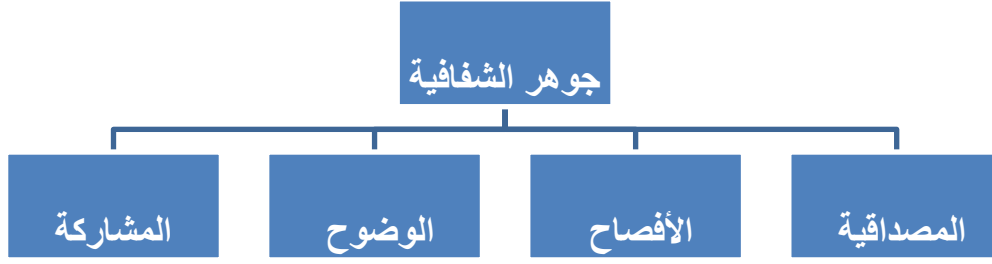 جوهر الشفافية
المصداقية
الأفصاح
الوضوح
المشاركة